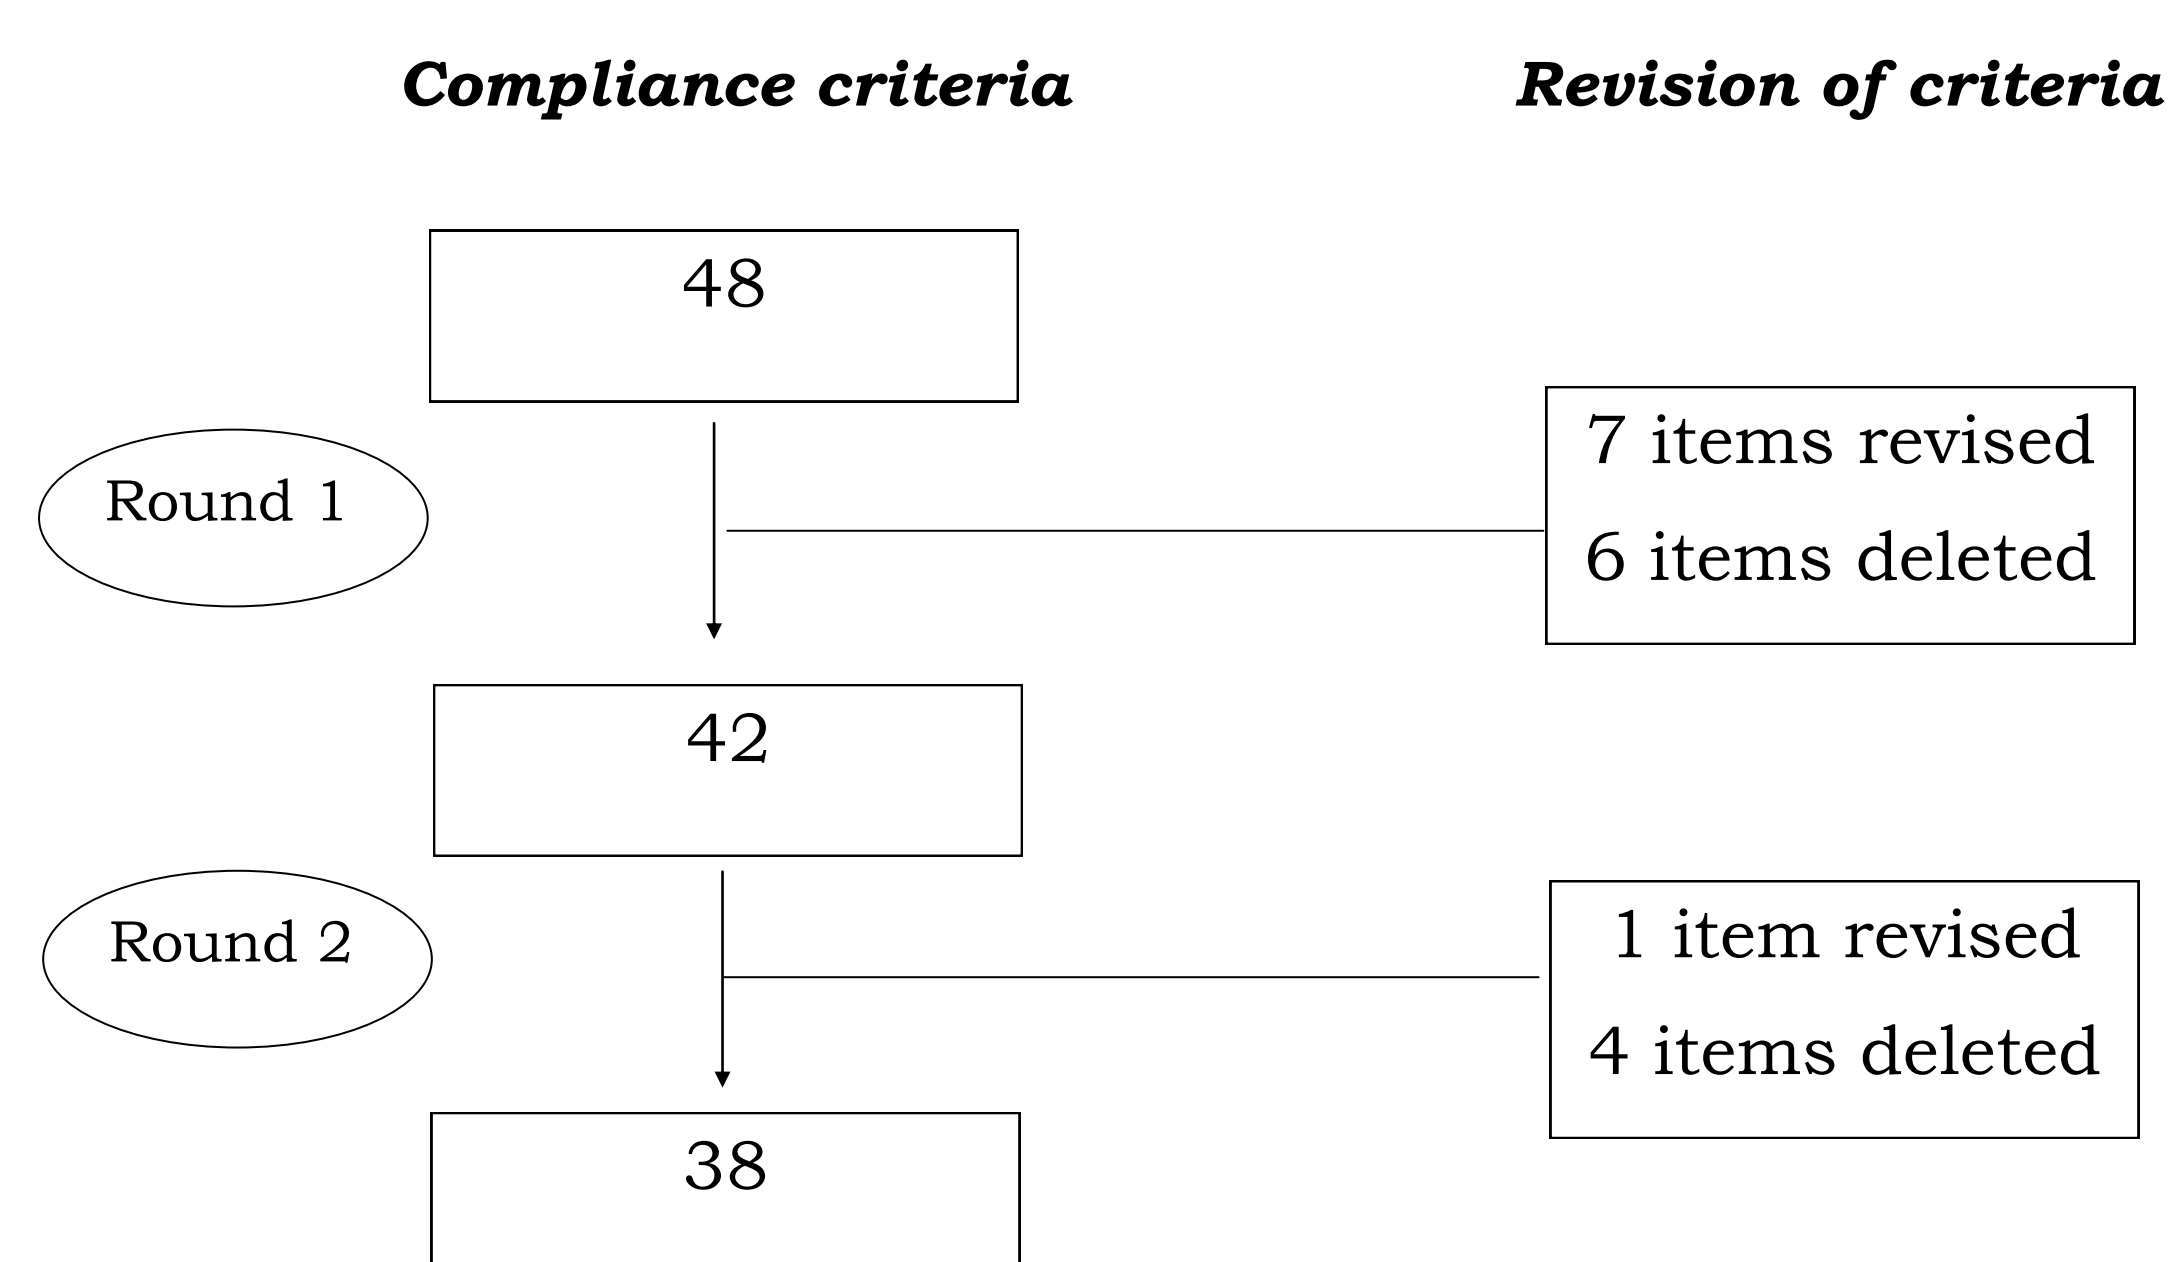 Compliance criteria
Revision of criteria
48
Round 1
7 items revised
6 items deleted
42
Round 2
1 item revised
4 items deleted
38